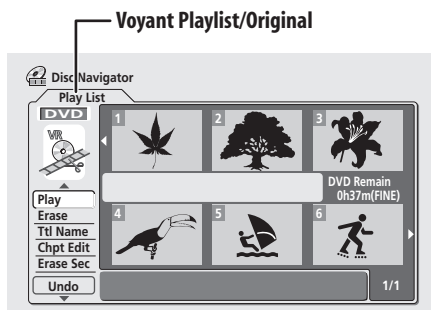 Voyant Playlist/Original
Disc Navigator
Play List
DVD
VR
1
2
3
DVD Remain
0h37m(FINE)
Play
Erase
Ttl Name
Chpt Edit
Erase Sec
Undo
4
5
6
1/1